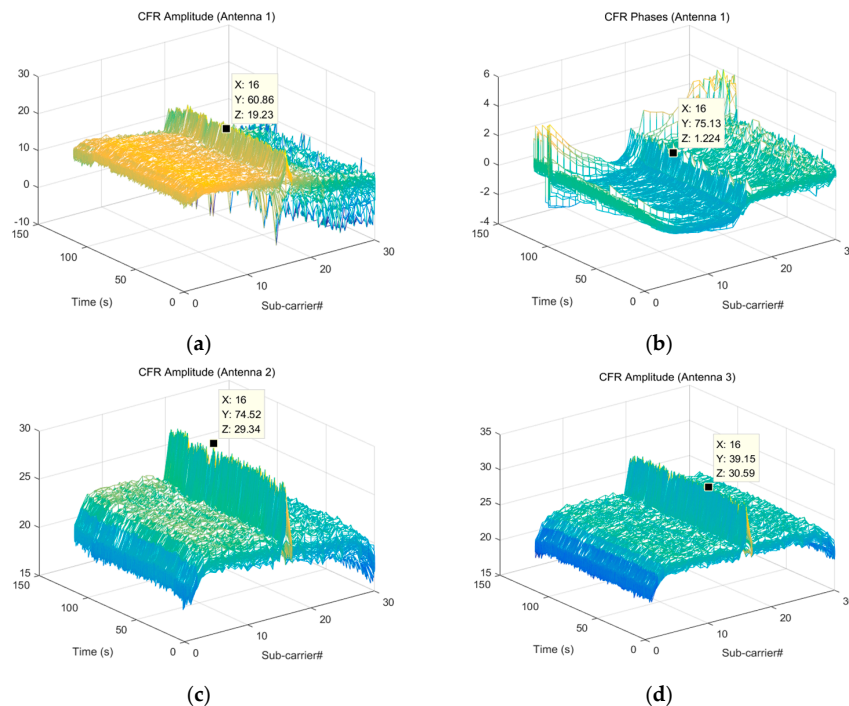 CFR Amplitude (Antenna 1)
30
20
10
0
-10
150
100
50
0
0
10
20
30
Time (s)
Sub-carrier#
X: 16
Y: 60.86
Z: 19.23
(a)
CFR Phases (Antenna 1)
6
4
2
0
-2
-4
150
100
50
0
0
10
20
Time (s)
Sub-carrier#
X: 16
Y: 75.13
Z: 1.224
(b)
CFR Amplitude (Antenna 2)
30
25
20
15
150
100
50
0
0
10
20
30
Time (s)
Sub-carrier#
X: 16
Y: 74.52
Z: 29.34
(c)
CFR Amplitude (Antenna 3)
35
30
25
20
15
150
100
50
0
0
10
20
30
Time (s)
Sub-carrier#
X: 16
Y: 39.15
Z: 30.59
(d)